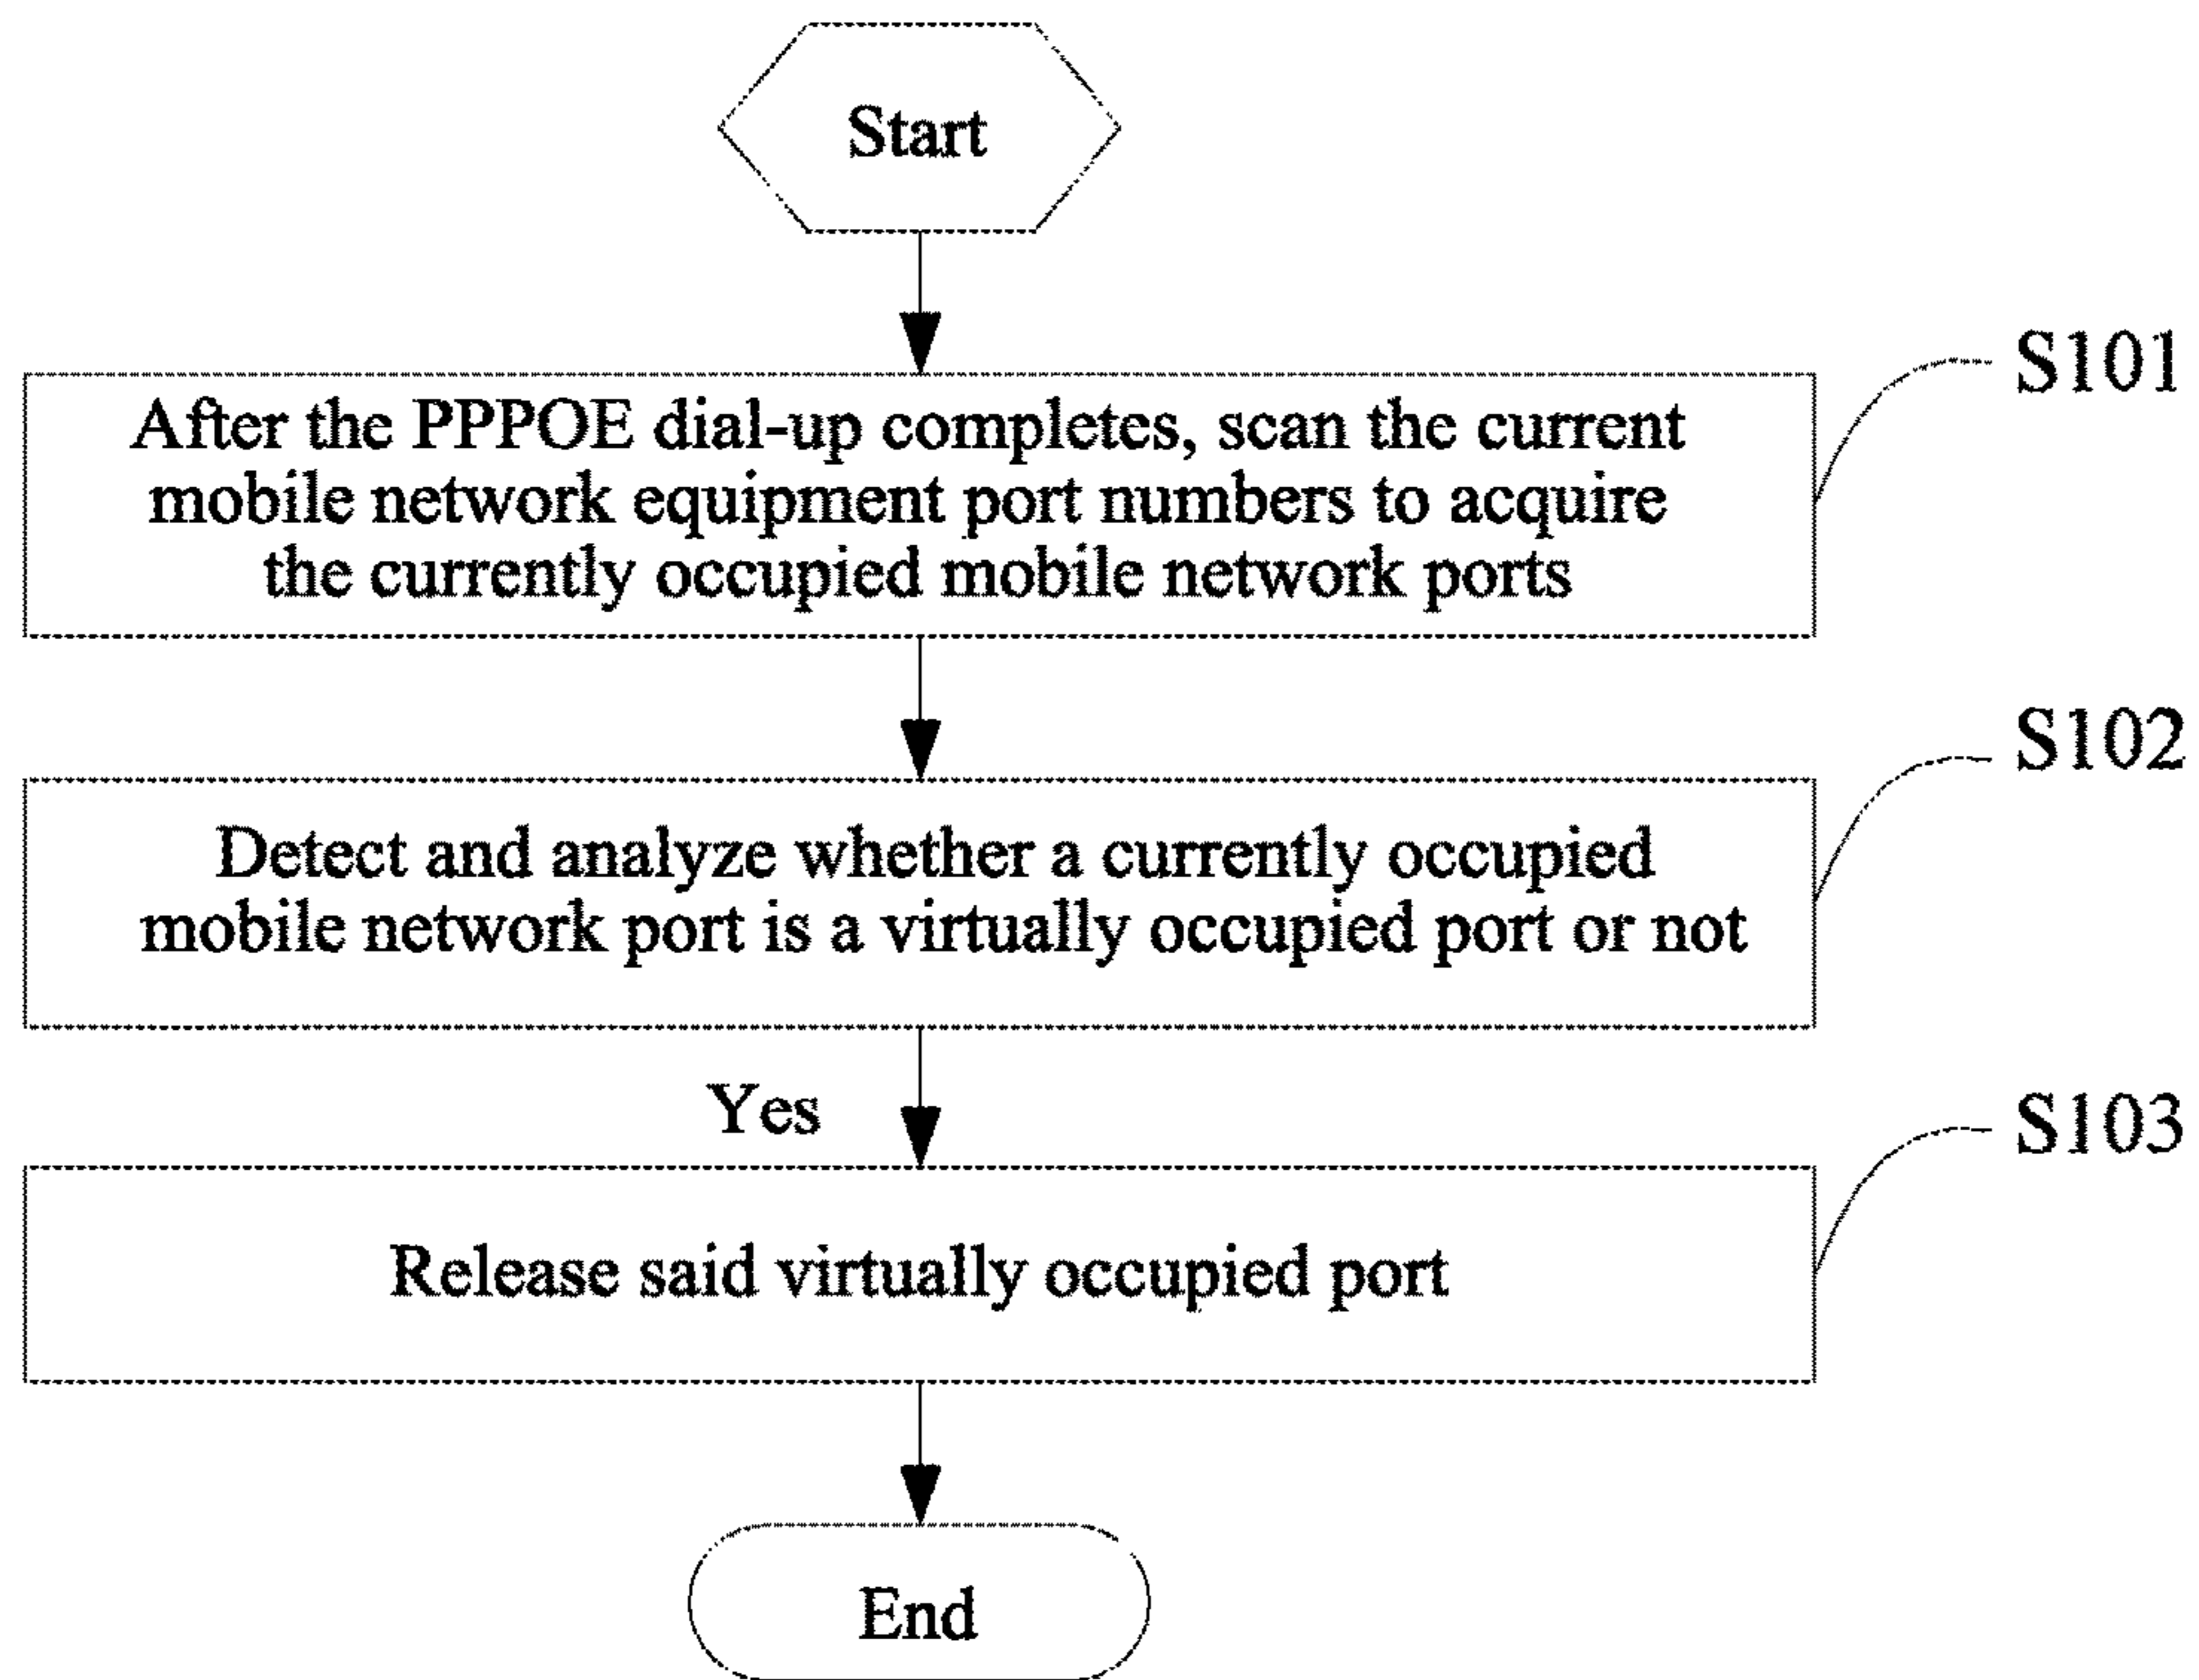 Start
S101
After the PPPOE dial-up completes, scan the current
mobile network equipment port numbers to acquire
the currently occupied mobile network ports
S102
Detect and analyze whether a currently occupied
mobile network port is a virtually occupied port or not
Yes
S103
Release said virtually occupied port
End